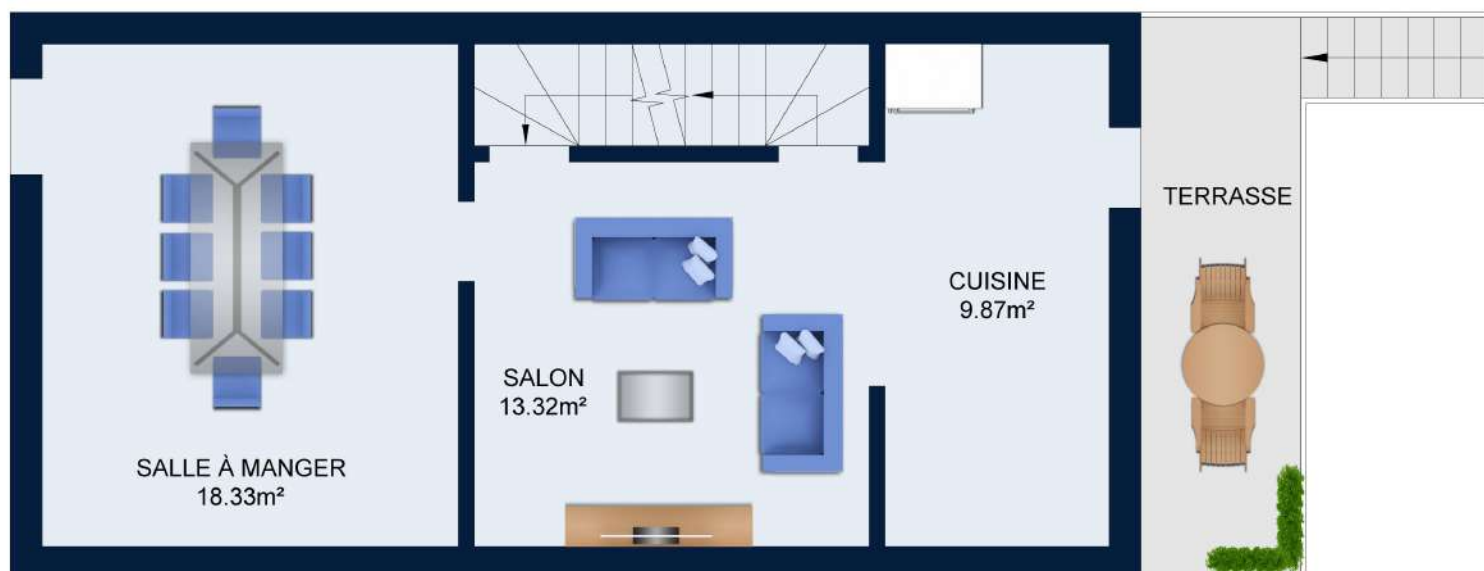 SALLE À MANGER
18.33m²
SALON
13.32m²
CUISINE
9.87m²
TERRASSE